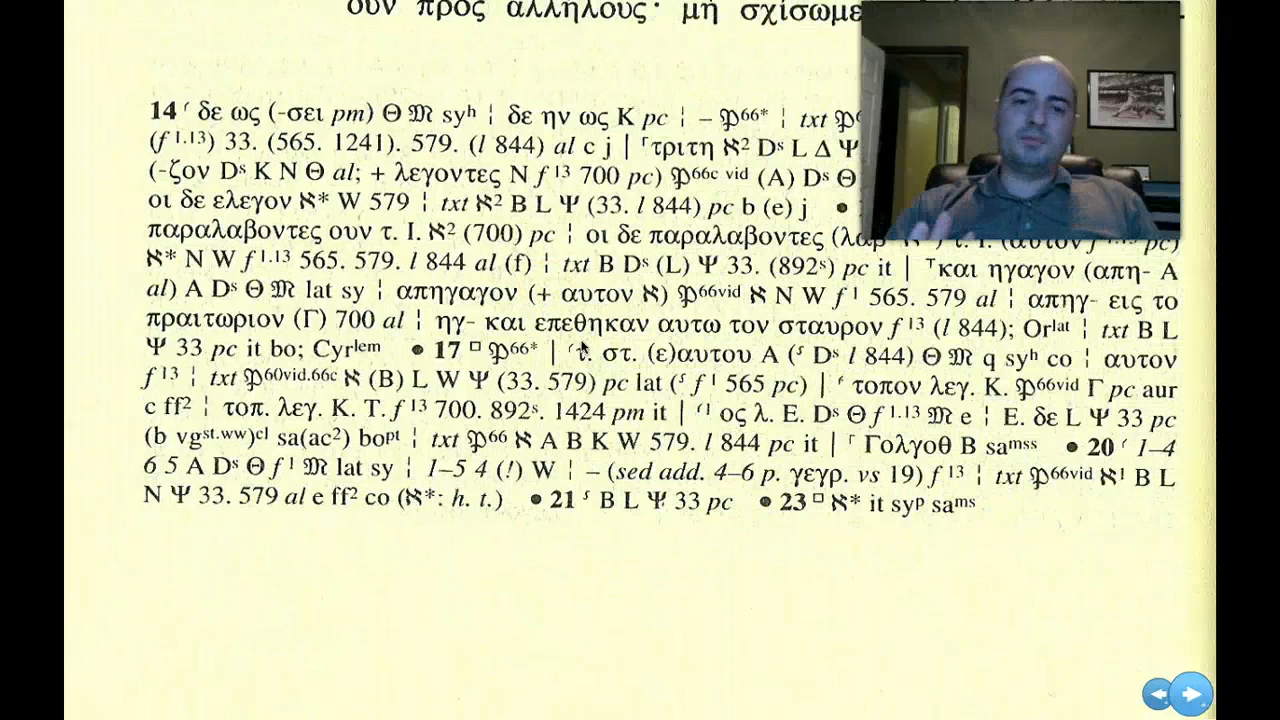 ουν προς αλληλους· μη σχισωμε
14 ⸂ δε ως (-σει pm) Θ 𝔐 syʰ ¦ δε ην ως K pc ¦ – 𝔓⁶⁶* ¦ txt
(f ¹·¹³) 33. (565. 1241). 579. (l 844) al c j | ⸀τριτη ℵ² Dˢ L Δ Ψ
(-ζον Dˢ K N Θ al; + λεγοντες N f ¹³ 700 pc) 𝔓⁶⁶ᶜ ᵛⁱᵈ (A) Dˢ Θ
οι δε ελεγον ℵ* W 579 ¦ txt ℵ² B L Ψ (33. l 844) pc b (e) j ●
παραλαβοντες ουν τ. Ι. ℵ² (700) pc ¦ οι δε παραλαβοντες
ℵ* N W f ¹·¹³ 565. 579. l 844 al (f) ¦ txt B Dˢ (L) Ψ 33. (892ˢ) pc it | ⸆και ηγαγον (απη- A
al) A Dˢ Θ 𝔐 lat sy ¦ απηγαγον (+ αυτον ℵ) 𝔓⁶⁶ᵛⁱᵈ ℵ N W f ¹ 565. 579 al ¦ απηγ- εις το
πραιτωριον (Γ) 700 al ¦ ηγ- και επεθηκαν αυτω τον σταυρον f ¹³ (l 844); Orˡᵃᵗ ¦ txt B L
Ψ 33 pc it bo; Cyrˡᵉᵐ ● 17 ▫ 𝔓⁶⁶* | ⸂τ. στ. (ε)αυτου A (ˢ Dˢ l 844) Θ 𝔐 q syʰ co ¦ αυτον
f ¹³ ¦ txt 𝔓⁶⁰ᵛⁱᵈ·⁶⁶ᶜ ℵ (B) L W Ψ (33. 579) pc lat (ˢ f ¹ 565 pc) | ⸂ τοπον λεγ. Κ. 𝔓⁶⁶ᵛⁱᵈ Γ pc aur
c ff² ¦ τοπ. λεγ. Κ. Τ. f ¹³ 700. 892ˢ. 1424 pm it | ⸂¹ ος λ. Ε. Dˢ Θ f ¹·¹³ 𝔐 e ¦ Ε. δε L Ψ 33 pc
(b vgˢᵗ·ʷʷ)ᶜˡ sa(ac²) boᵖᵗ ¦ txt 𝔓⁶⁶ ℵ A B K W 579. l 844 pc it | ⸀ Γολγοθ B saᵐˢˢ ● 20 ⸂ 1–4
6 5 A Dˢ Θ f ¹ 𝔐 lat sy ¦ 1–5 4 (!) W ¦ – (sed add. 4–6 p. γεγρ. vs 19) f ¹³ ¦ txt 𝔓⁶⁶ᵛⁱᵈ ℵ¹ B L
N Ψ 33. 579 al e ff² co (ℵ*: h. t.) ● 21 ˢ B L Ψ 33 pc ● 23 ▫ ℵ* it syᵖ saᵐˢ